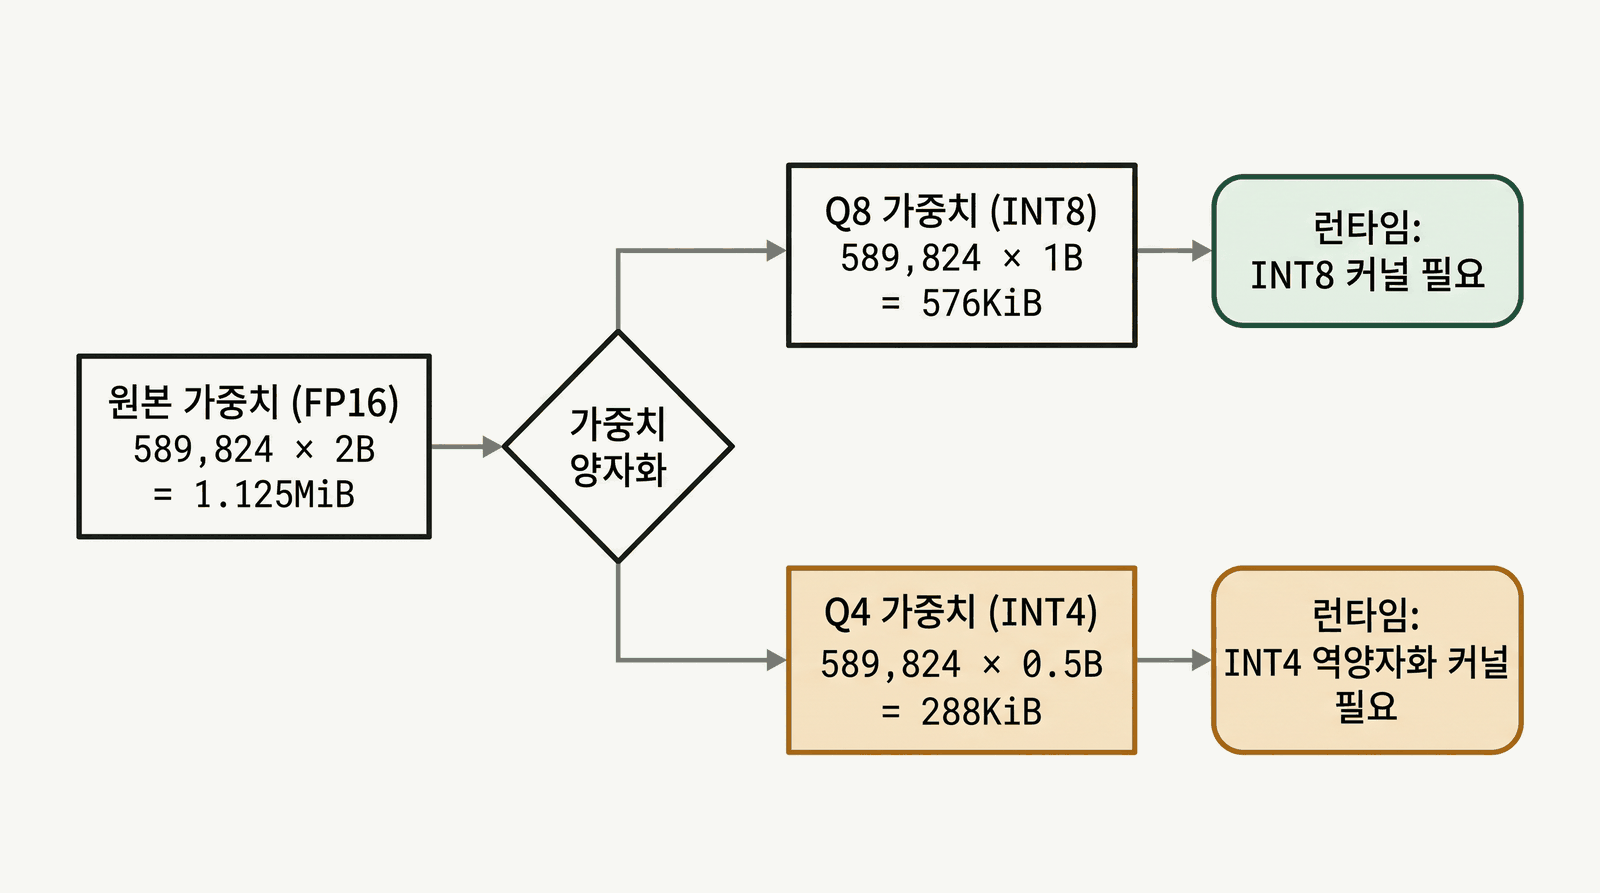 원본 가중치 (FP16)
589,824 × 2B
= 1.125MiB
가중치
양자화
Q8 가중치 (INT8)
589,824 × 1B
= 576KiB
런타임:
INT8 커널 필요
Q4 가중치 (INT4)
589,824 × 0.5B
= 288KiB
런타임:
INT4 역양자화 커널
필요